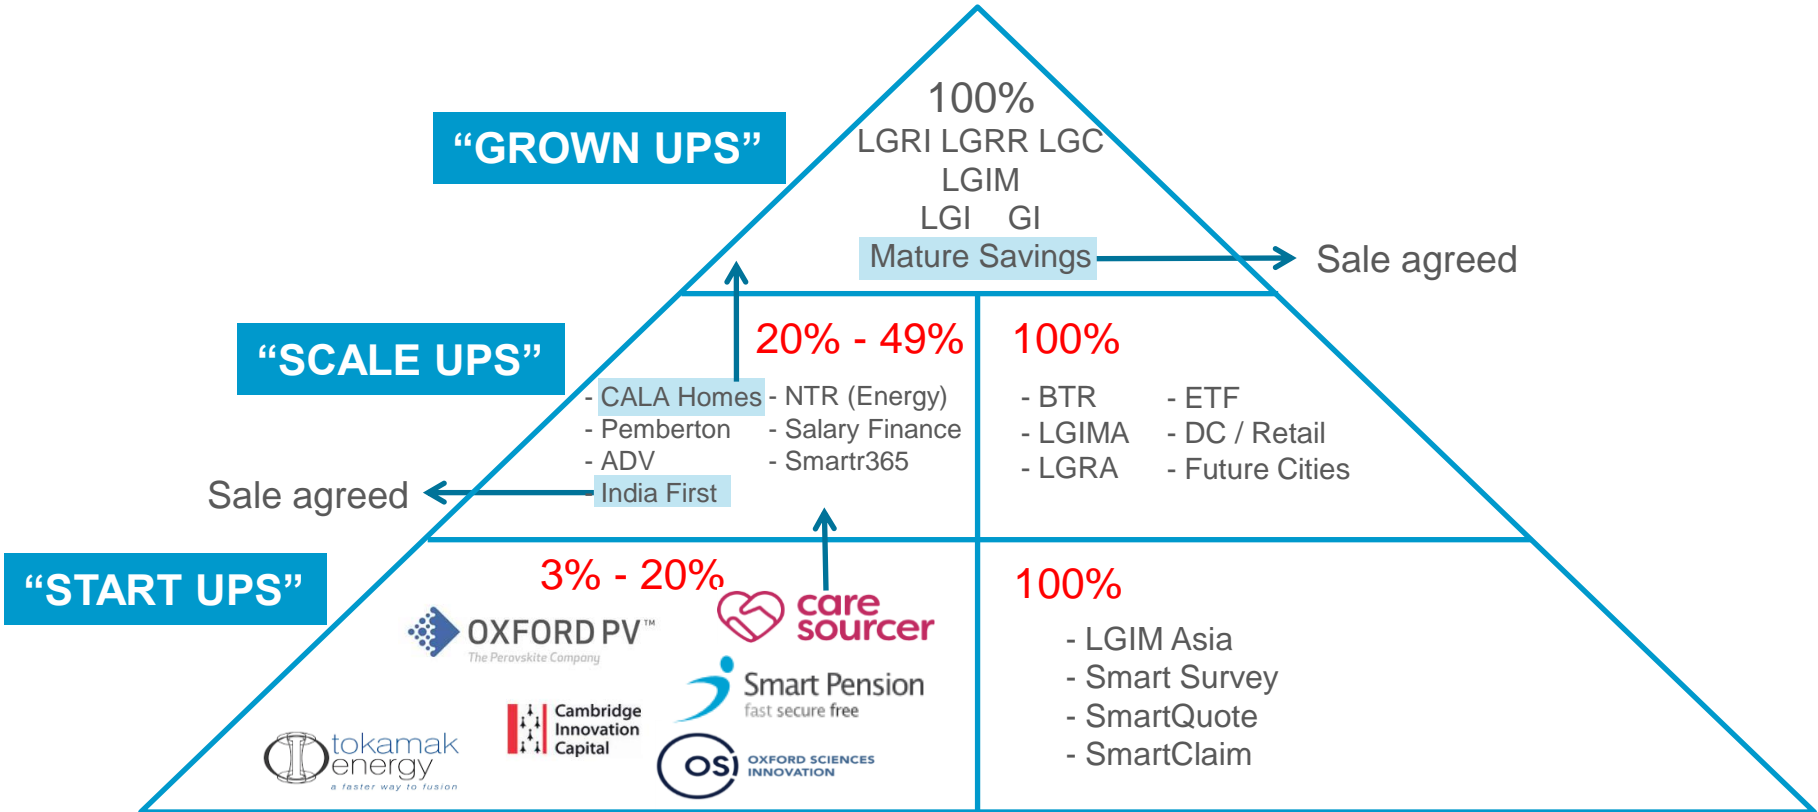 100%
“GROWN UPS”
LGRI LGRR LGC
LGIM
LGI GI
Mature Savings
Sale agreed
“SCALE UPS”
20% - 49%
- CALA Homes
- Pemberton
- ADV
- India First
- NTR (Energy)
- Salary Finance
- Smartr365
Sale agreed
100%
- BTR
- LGIMA
- LGRA
- ETF
- DC / Retail
- Future Cities
“START UPS”
3% - 20%
OXFORD PV™
The Perovskite Company
care
sourcer
Smart Pension
fast secure free
Cambridge
Innovation
Capital
tokamak
energy
a faster way to fusion
OSI
OXFORD SCIENCES
INNOVATION
100%
- LGIM Asia
- Smart Survey
- SmartQuote
- SmartClaim